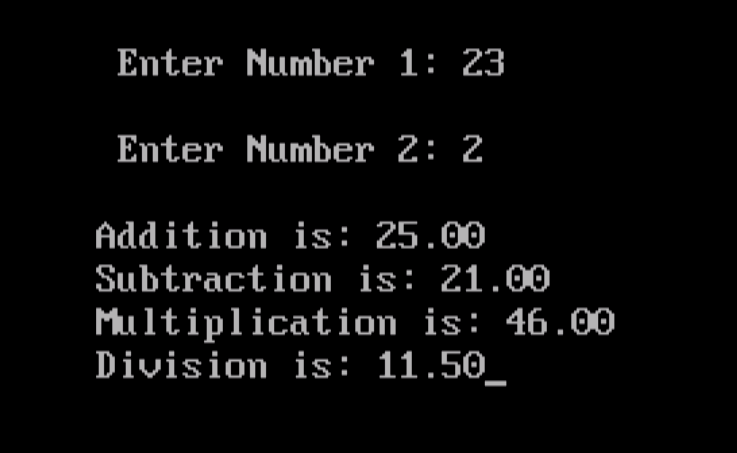 Enter Number 1: 23
Enter Number 2: 2
Addition is: 25.00
Subtraction is: 21.00
Multiplication is: 46.00
Division is: 11.50_